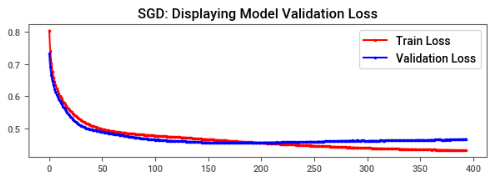 SGD: Displaying Model Validation Loss
Train Loss
Validation Loss
0.8
0.7
0.6
0.5
0 50 100 150 200 250 300 350 400